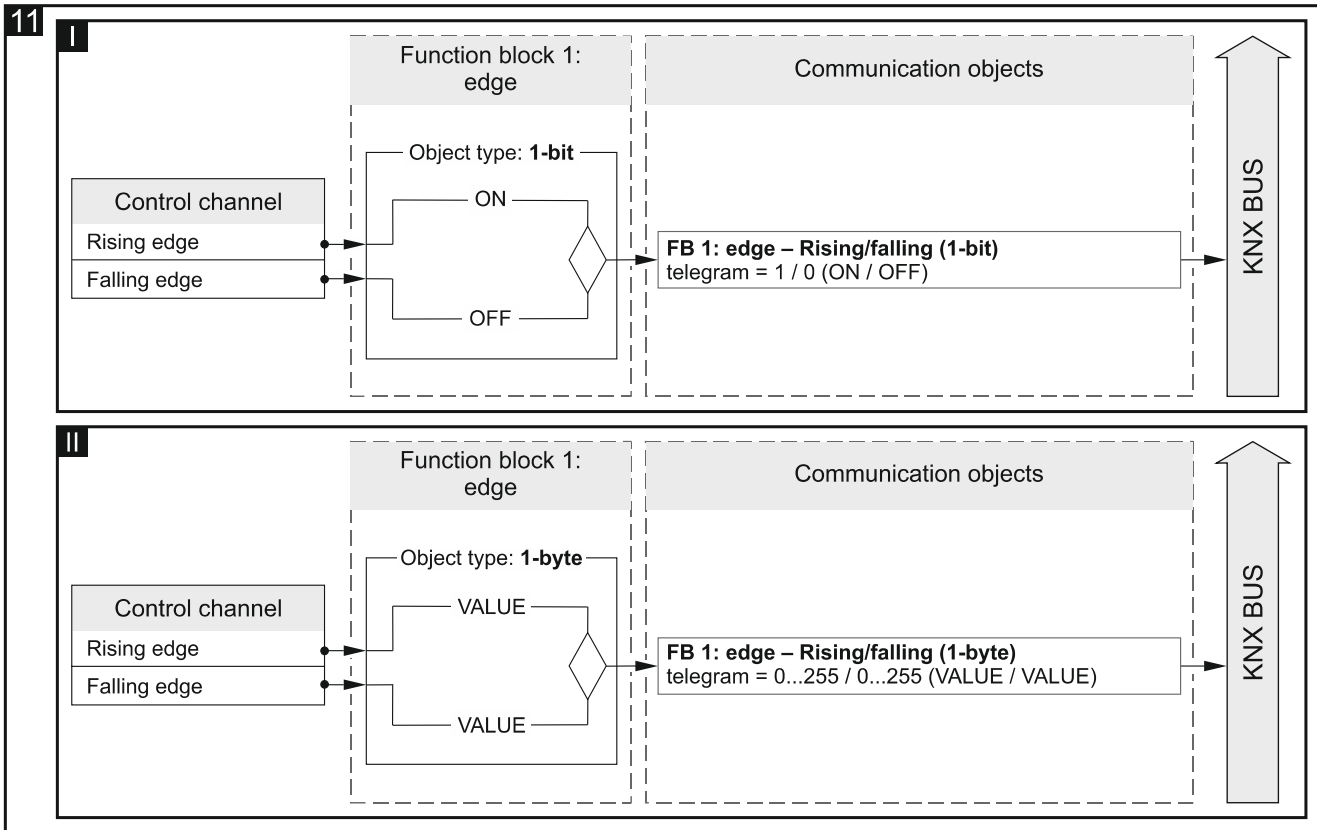 11
I
Function block 1:
edge
Communication objects
Object type: 1-bit
Control channel
ON
Rising edge
Falling edge
OFF
FB 1: edge – Rising/falling (1-bit)
telegram = 1 / 0 (ON / OFF)
KNX BUS
II
Function block 1:
edge
Communication objects
Object type: 1-byte
Control channel
VALUE
Rising edge
Falling edge
VALUE
FB 1: edge – Rising/falling (1-byte)
telegram = 0...255 / 0...255 (VALUE / VALUE)
KNX BUS